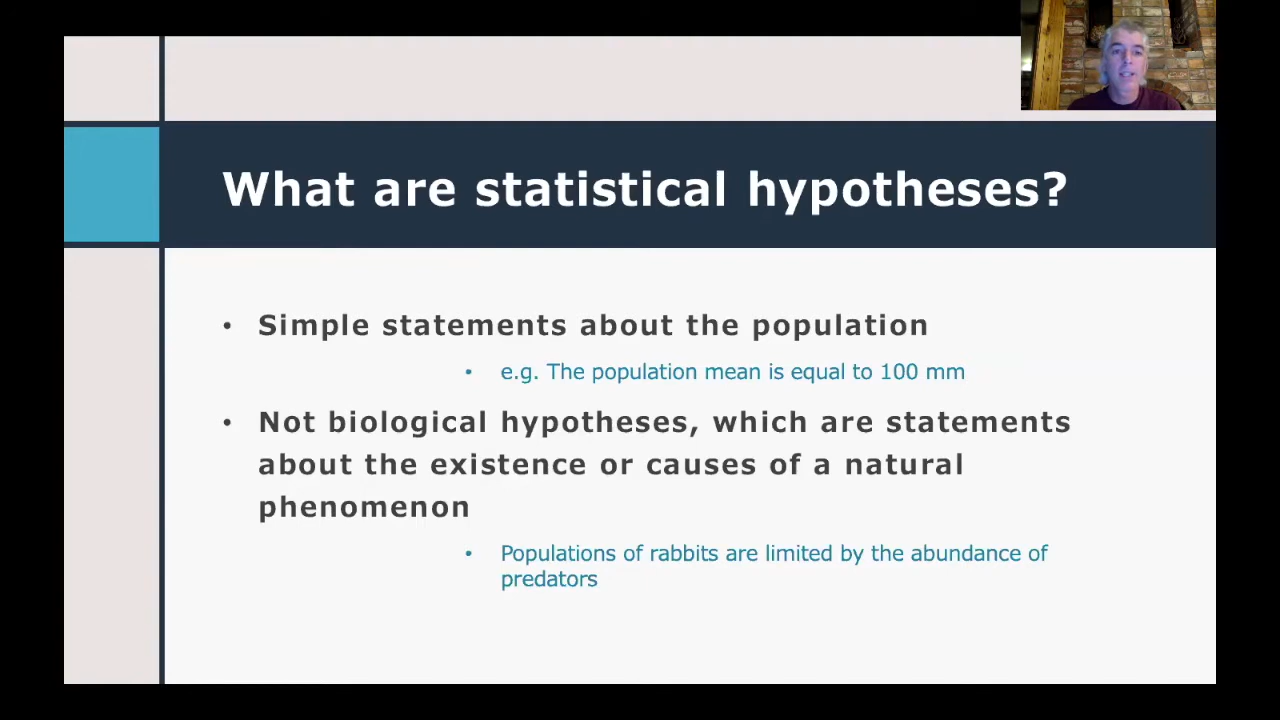 What are statistical hypotheses?
• Simple statements about the population
• e.g. The population mean is equal to 100 mm
• Not biological hypotheses, which are statements
about the existence or causes of a natural
phenomenon
• Populations of rabbits are limited by the abundance of
predators